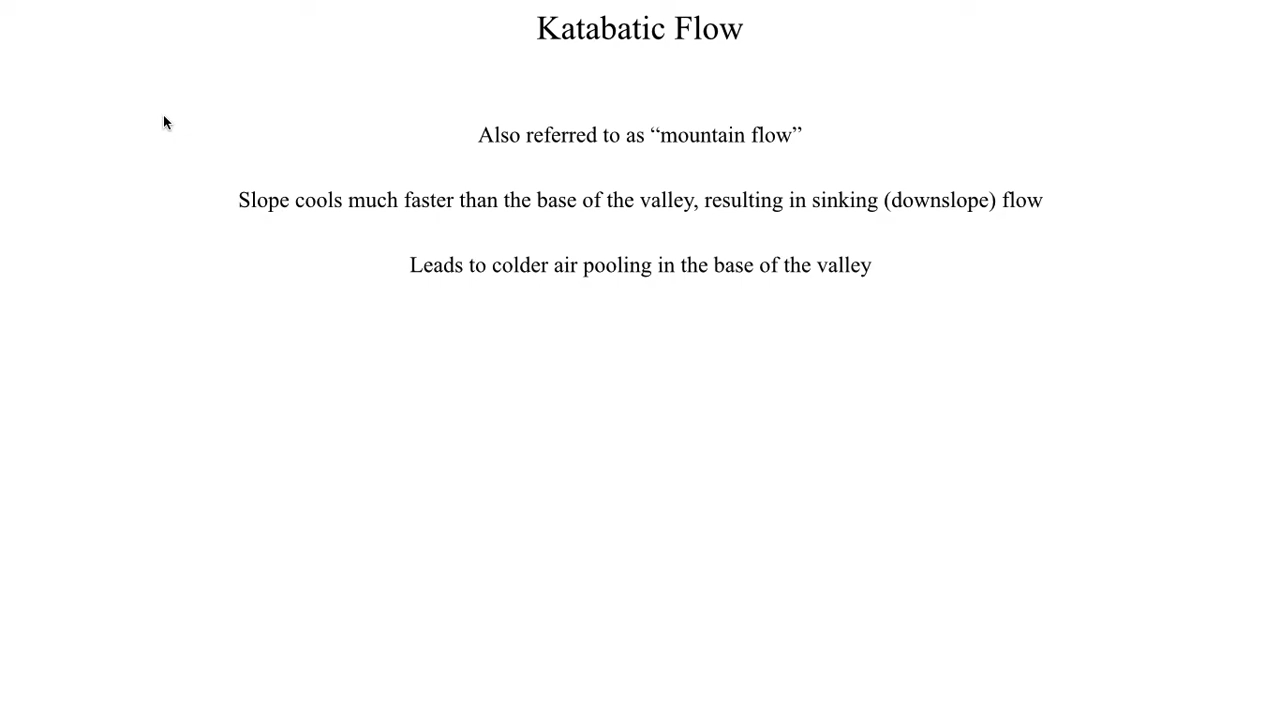 Katabatic Flow
Also referred to as “mountain flow”
Slope cools much faster than the base of the valley, resulting in sinking (downslope) flow
Leads to colder air pooling in the base of the valley